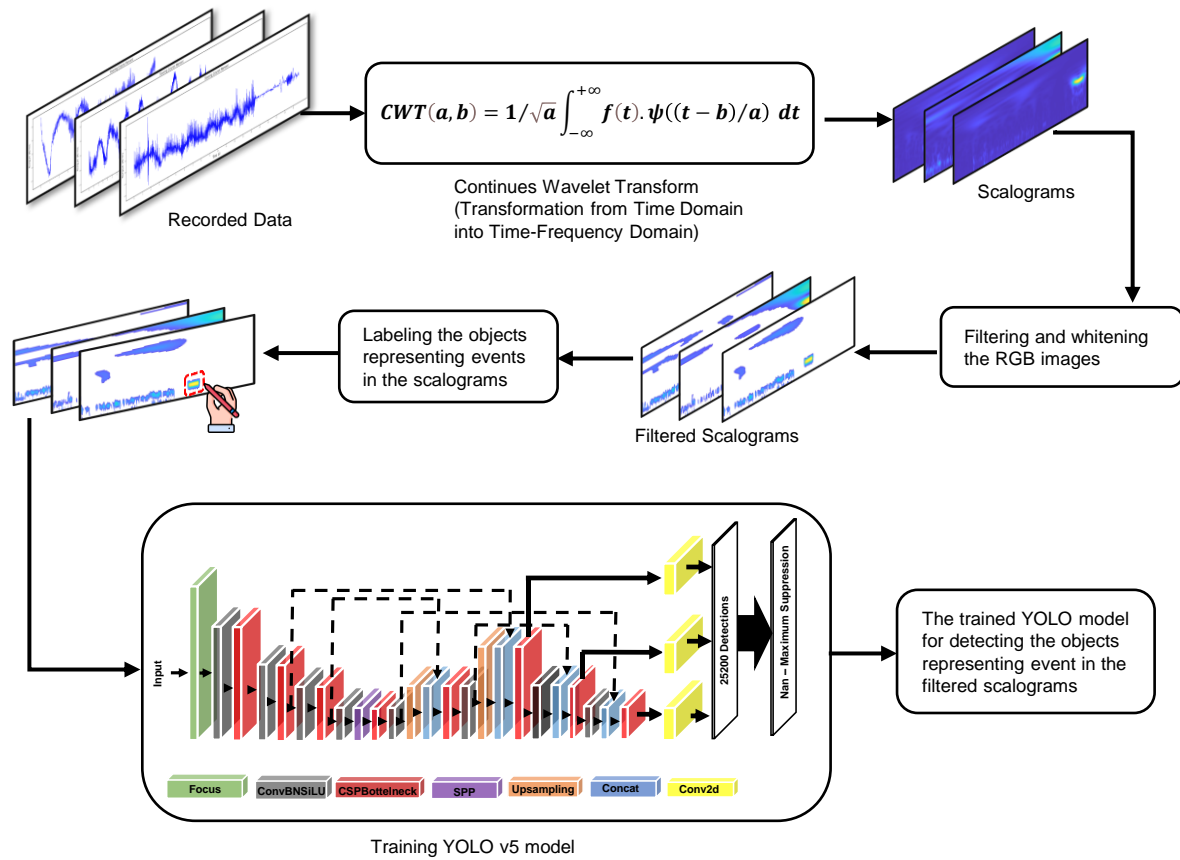 Recorded Data
CWT(a,b) = 1/√a ∫_{-∞}^{+∞} f(t).ψ((t − b)/a) dt
Continues Wavelet Transform
(Transformation from Time Domain
into Time-Frequency Domain)
Scalograms
Filtering and whitening
the RGB images
Filtered Scalograms
Labeling the objects
representing events
in the scalograms
Input
25200 Detections
Nan – Maximum Suppression
Focus
ConvBNSiLU
CSPBottelneck
SPP
Upsampling
Concat
Conv2d
Training YOLO v5 model
The trained YOLO model
for detecting the objects
representing event in the
filtered scalograms